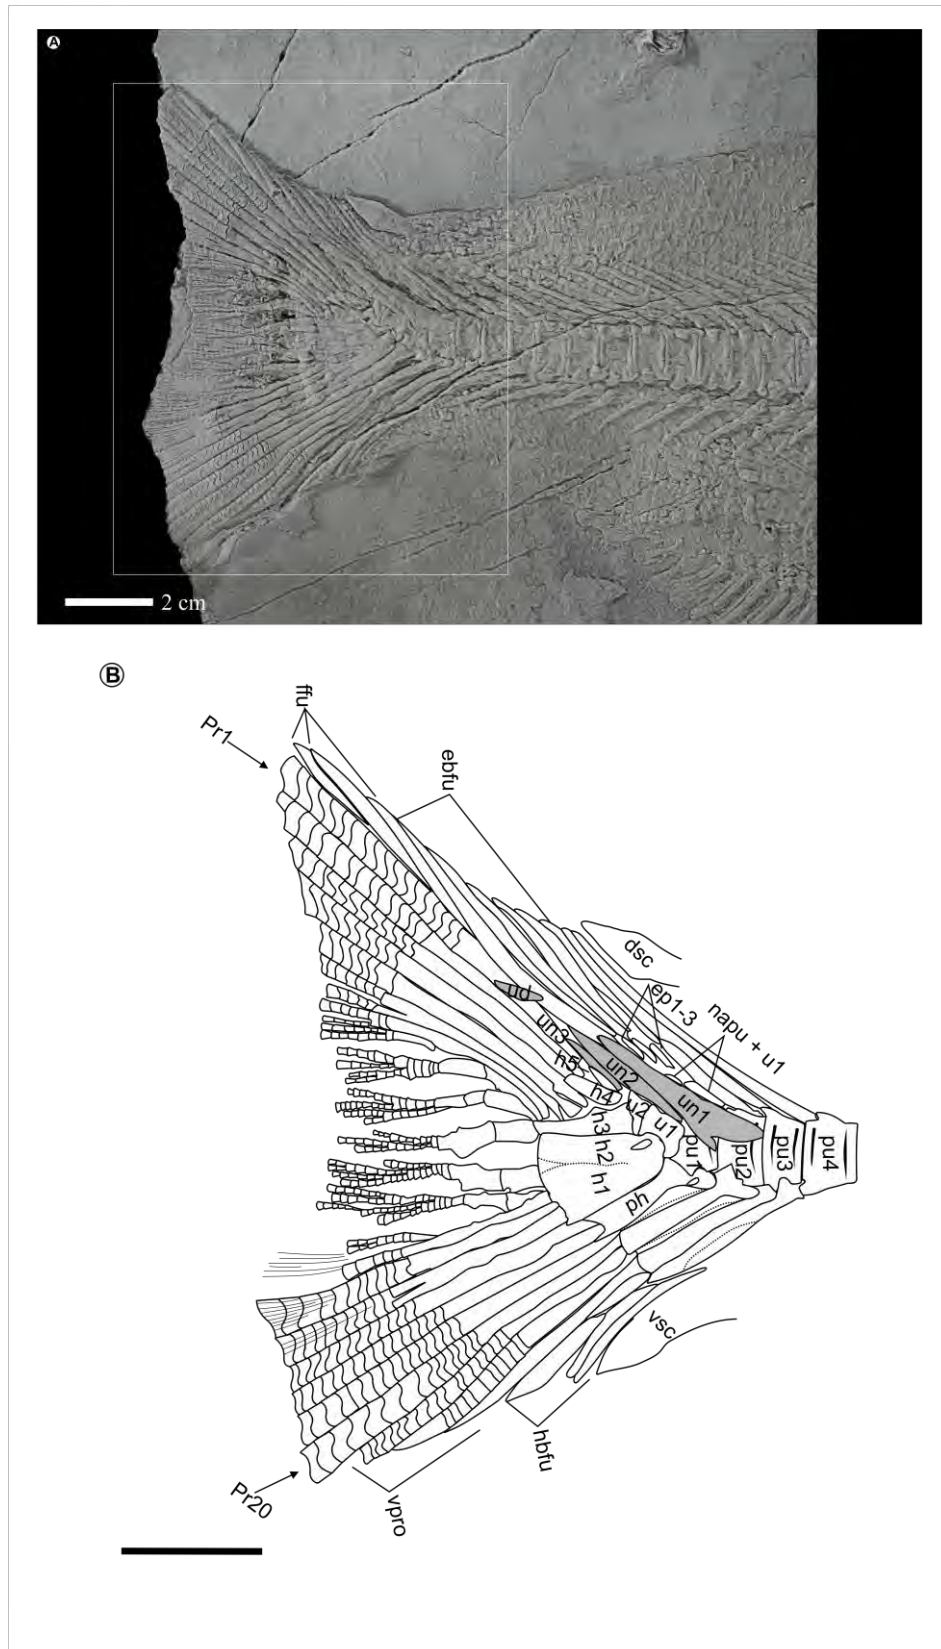 A
2 cm
B
ffu
Pr1
ebfu
dsc
ep1-3
napu + u1
ud
un3
un2
h5
h4
un1
u2
u1
h3
h2
h1
pu1
pu2
pu3
pu4
ph
vsc
hbfu
vpro
Pr20